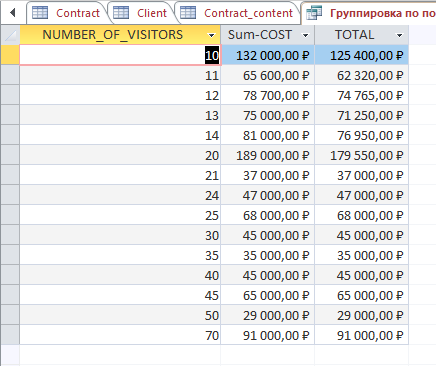 Contract Client Contract_content Группировка по по
NUMBER_OF_VISITORS Sum-COST TOTAL
10 132 000,00 ₽ 125 400,00 ₽
11 65 600,00 ₽ 62 320,00 ₽
12 78 700,00 ₽ 74 765,00 ₽
13 75 000,00 ₽ 71 250,00 ₽
14 81 000,00 ₽ 76 950,00 ₽
20 189 000,00 ₽ 179 550,00 ₽
21 37 000,00 ₽ 37 000,00 ₽
24 47 000,00 ₽ 47 000,00 ₽
25 68 000,00 ₽ 68 000,00 ₽
30 45 000,00 ₽ 45 000,00 ₽
35 35 000,00 ₽ 35 000,00 ₽
40 45 000,00 ₽ 45 000,00 ₽
45 65 000,00 ₽ 65 000,00 ₽
50 29 000,00 ₽ 29 000,00 ₽
70 91 000,00 ₽ 91 000,00 ₽